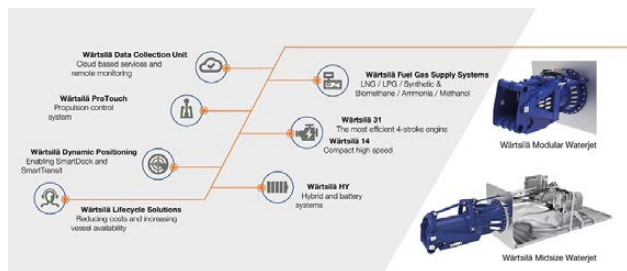 Wärtsilä Data Collection Unit
Cloud based services and
remote monitoring
Wärtsilä ProTouch
Propulsion control
system
Wärtsilä Dynamic Positioning
Enabling SmartDock and
SmartTransit
Wärtsilä Lifecycle Solutions
Reducing costs and increasing
vessel availability
Wärtsilä Fuel Gas Supply Systems
LNG / LPG / Synthetic &
Biomethane / Ammonia / Methanol
Wärtsilä 31
The most efficient 4-stroke engine
Wärtsilä 14
Compact high speed
Wärtsilä HY
Hybrid and battery
systems
Wärtsilä Modular Waterjet
Wärtsilä Midsize Waterjet